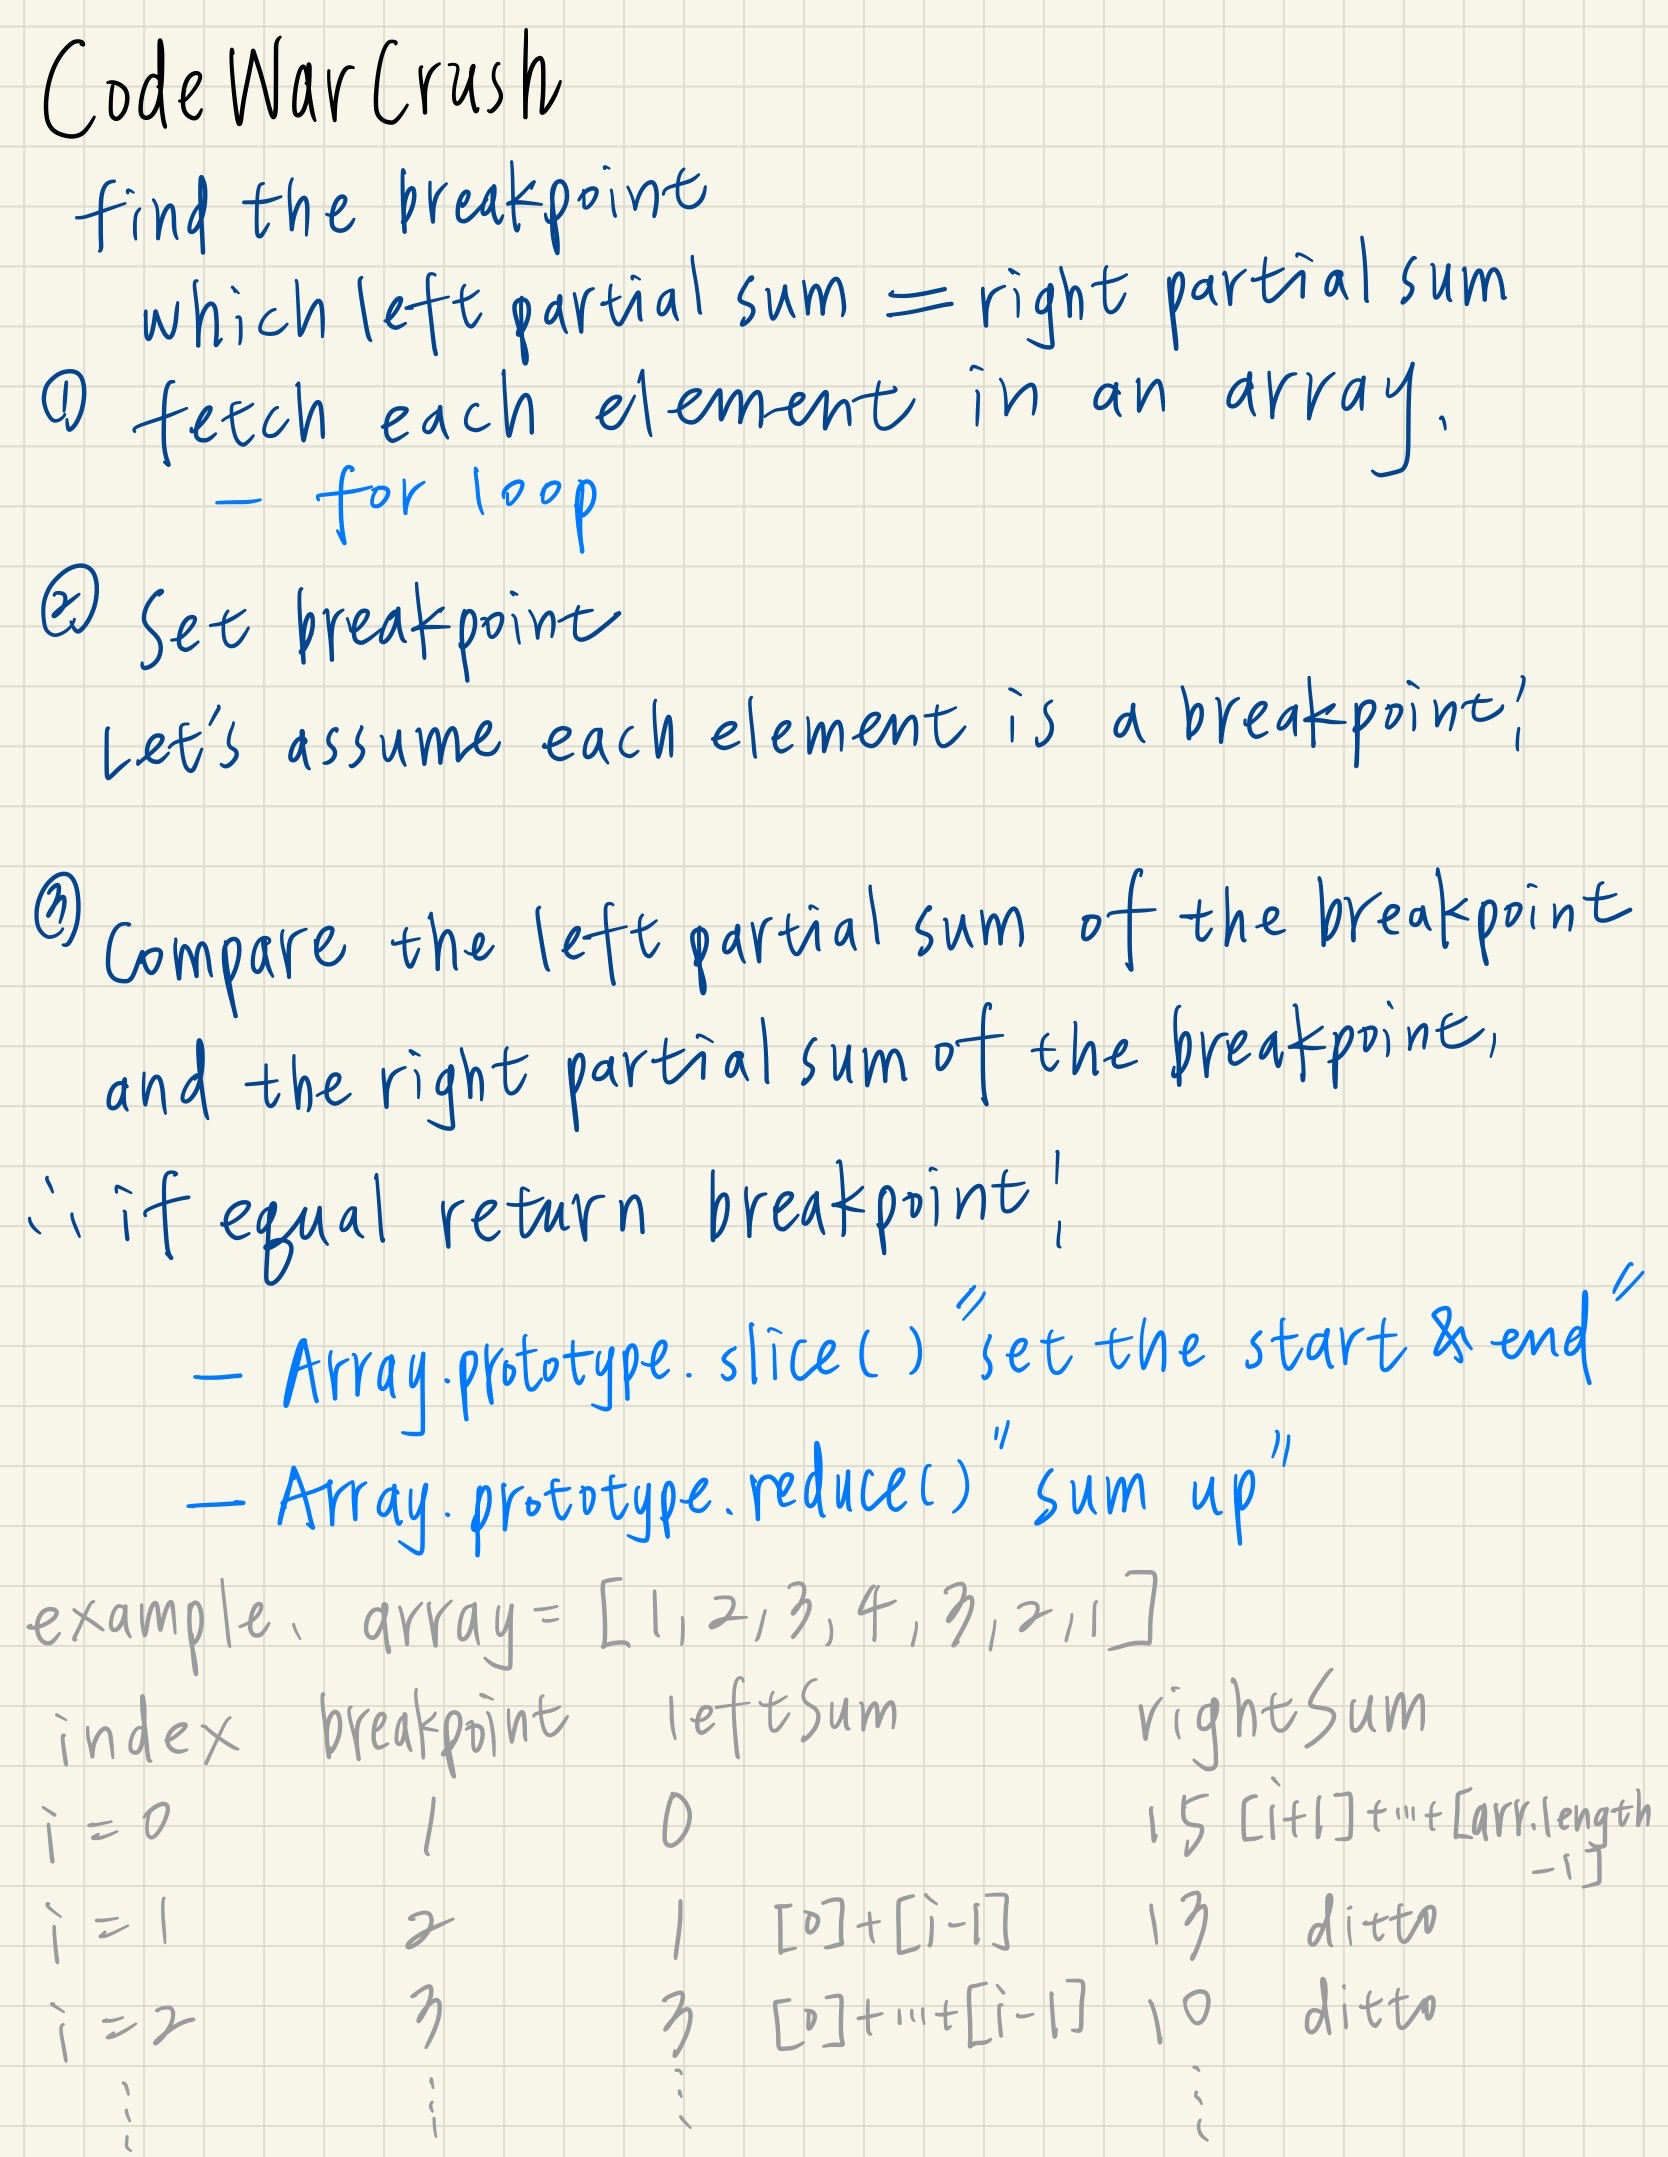 CodeWarCrush
find the breakpoint
which left partial sum = right partial sum
① fetch each element in an array.
- for loop
② Set breakpoint
Let's assume each element is a breakpoint!
③ Compare the left partial sum of the breakpoint
and the right partial sum of the breakpoint,
∴ if equal return breakpoint!
- Array.prototype.slice() "set the start & end"
- Array.prototype.reduce() "sum up"
example、array = [1,2,3,4,3,2,1]
index breakpoint leftSum rightSum
i=0 1 0 15 [i+1]+...+[arr.length
-1]
i=1 2 1 [0]+[i-1] 13 ditto
i=2 3 3 [0]+...+[i-1] 10 ditto
⋮ ⋮ ⋮ ⋮